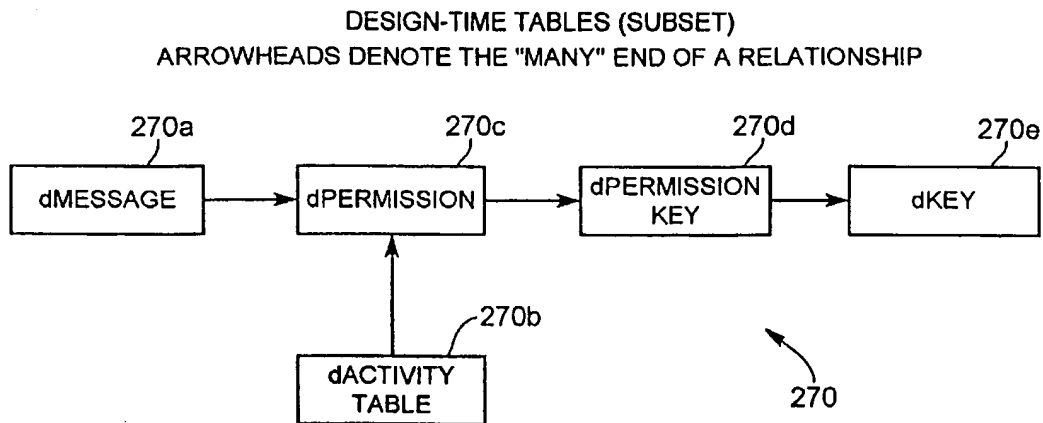 DESIGN-TIME TABLES (SUBSET)
ARROWHEADS DENOTE THE "MANY" END OF A RELATIONSHIP
270a
270c
270d
270e
dMESSAGE
dPERMISSION
dPERMISSION
KEY
dKEY
270b
dACTIVITY
TABLE
270